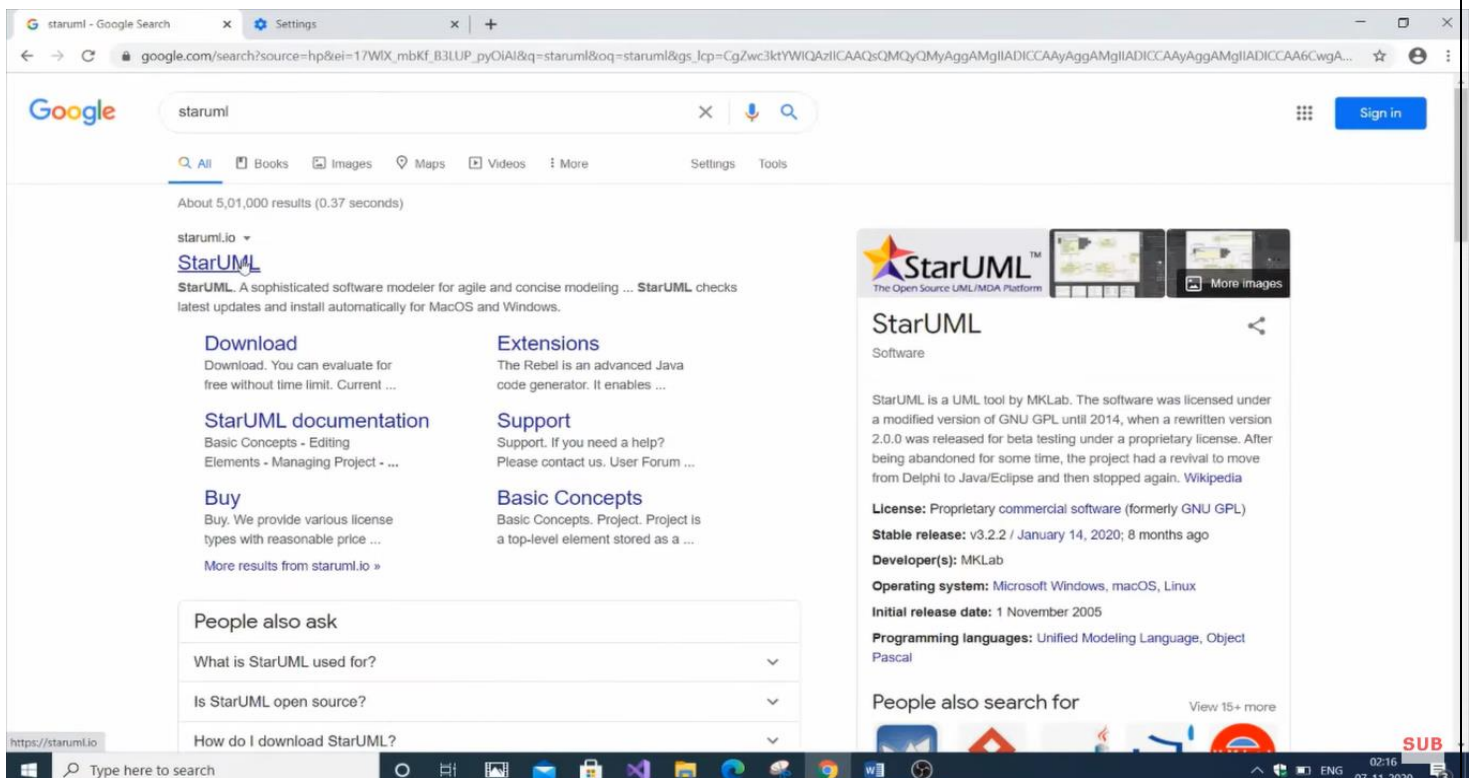 staruml - Google Search
Settings
google.com/search?source=hp&ei=17WlX_mbKf_B3LUP_pyOiAI&q=staruml&oq=staruml&gs_lcp=CgZwc3ktYWIQAzIICAAQsQMQyQMyAggAMgIIADICCAAyAggAMgIIADICCAAyAggAMgIIADICCAA6CwgA...
Google
staruml
Sign in
All Books Images Maps Videos More Settings Tools
About 5,01,000 results (0.37 seconds)
staruml.io
StarUML
StarUML. A sophisticated software modeler for agile and concise modeling ... StarUML checks
latest updates and install automatically for MacOS and Windows.
Download
Download. You can evaluate for
free without time limit. Current ...
Extensions
The Rebel is an advanced Java
code generator. It enables ...
StarUML documentation
Basic Concepts - Editing
Elements - Managing Project - ...
Support
Support. If you need a help?
Please contact us. User Forum ...
Buy
Buy. We provide various license
types with reasonable price ...
Basic Concepts
Basic Concepts. Project. Project is
a top-level element stored as a ...
More results from staruml.io »
People also ask
What is StarUML used for?
Is StarUML open source?
How do I download StarUML?
StarUML™
The Open Source UML/MDA Platform
More images
StarUML
Software
StarUML is a UML tool by MKLab. The software was licensed under
a modified version of GNU GPL until 2014, when a rewritten version
2.0.0 was released for beta testing under a proprietary license. After
being abandoned for some time, the project had a revival to move
from Delphi to Java/Eclipse and then stopped again. Wikipedia
License: Proprietary commercial software (formerly GNU GPL)
Stable release: v3.2.2 / January 14, 2020; 8 months ago
Developer(s): MKLab
Operating system: Microsoft Windows, macOS, Linux
Initial release date: 1 November 2005
Programming languages: Unified Modeling Language, Object
Pascal
People also search for
View 15+ more
SUB
https://staruml.io
Type here to search
ENG
02:16
07-11-2020